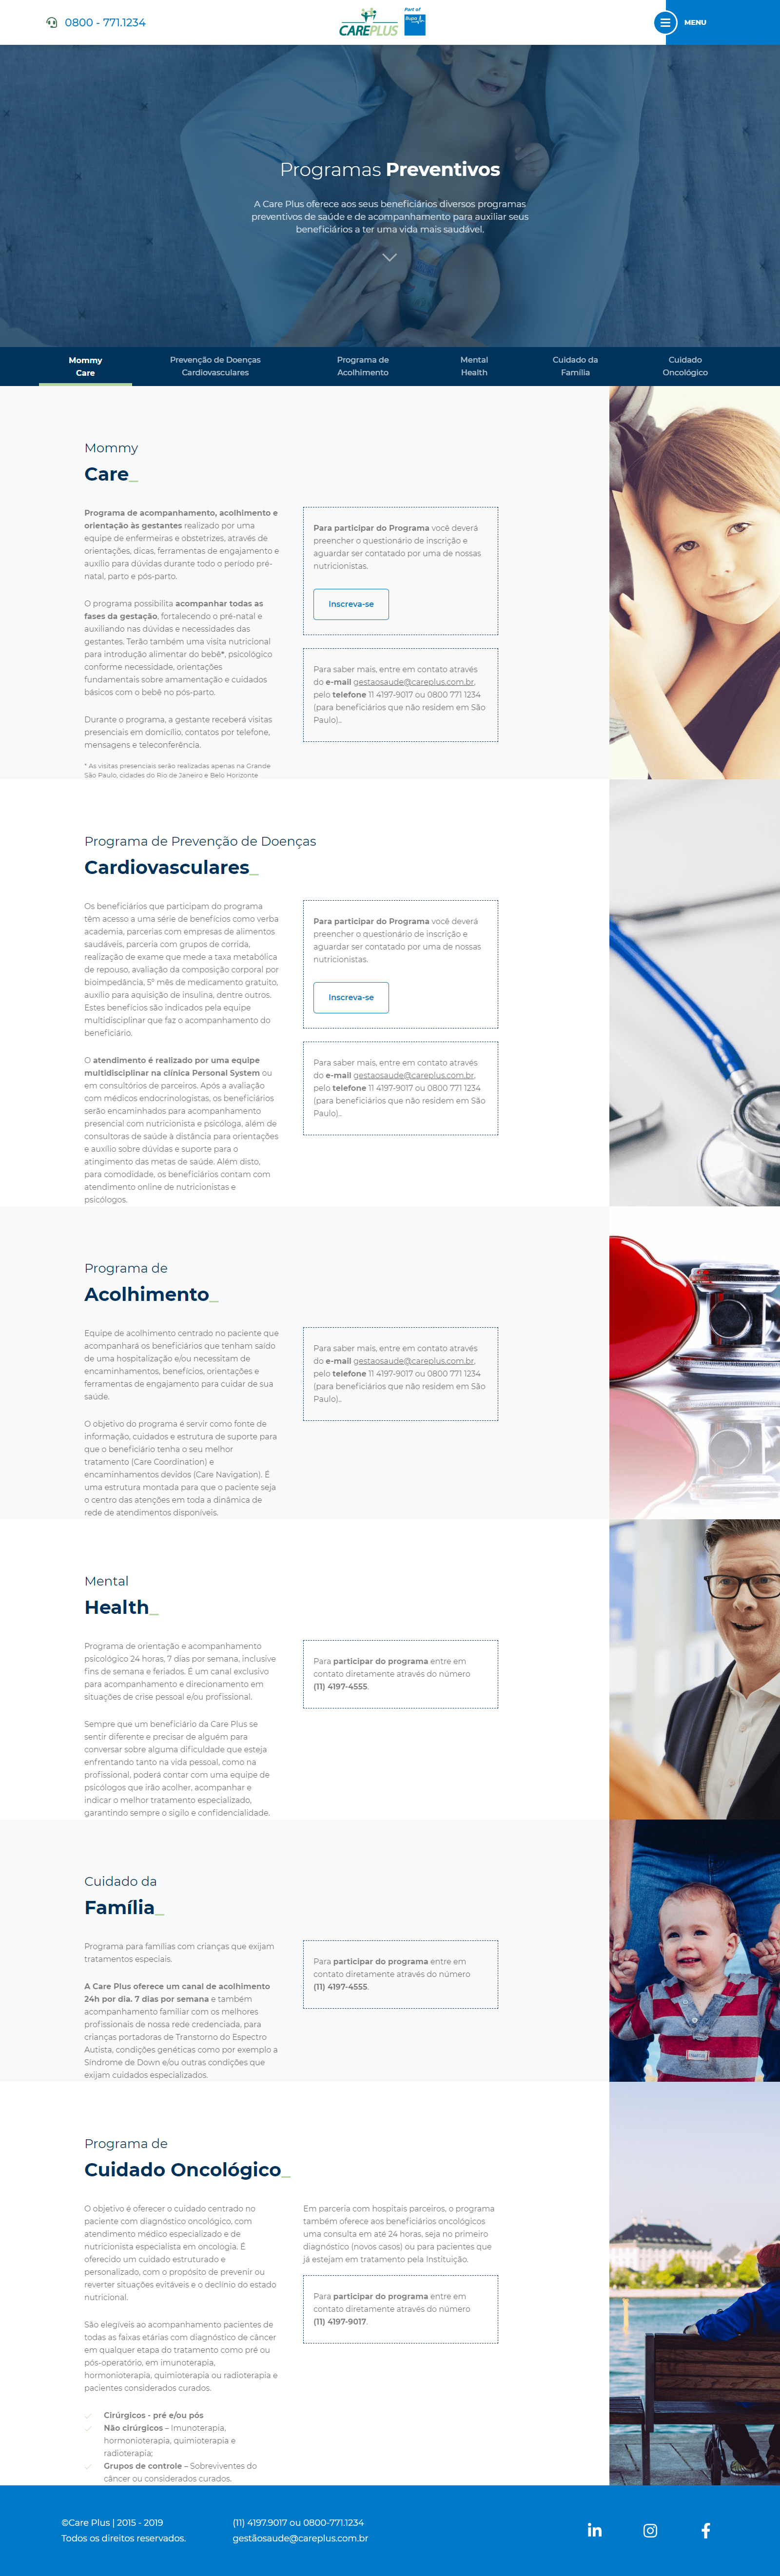 0800 - 771.1234
CAREPLUS
Part of
Bupa
MENU
Programas Preventivos
A Care Plus oferece aos seus beneficiários diversos programas
preventivos de saúde e de acompanhamento para auxiliar seus
beneficiários a ter uma vida mais saudável.
Mommy
Care
Prevenção de Doenças
Cardiovasculares
Programa de
Acolhimento
Mental
Health
Cuidado da
Família
Cuidado
Oncológico
Mommy
Care_
Programa de acompanhamento, acolhimento e
orientação às gestantes realizado por uma
equipe de enfermeiras e obstetrizes, através de
orientações, dicas, ferramentas de engajamento e
auxílio para dúvidas durante todo o período pré-
natal, parto e pós-parto.
O programa possibilita acompanhar todas as
fases da gestação, fortalecendo o pré-natal e
auxiliando nas dúvidas e necessidades das
gestantes. Terão também uma visita nutricional
para introdução alimentar do bebê*, psicológico
conforme necessidade, orientações
fundamentais sobre amamentação e cuidados
básicos com o bebê no pós-parto.
Durante o programa, a gestante receberá visitas
presenciais em domicílio, contatos por telefone,
mensagens e teleconferência.
* As visitas presenciais serão realizadas apenas na Grande
São Paulo, cidades do Rio de Janeiro e Belo Horizonte
Para participar do Programa você deverá
preencher o questionário de inscrição e
aguardar ser contatado por uma de nossas
nutricionistas.
Inscreva-se
Para saber mais, entre em contato através
do e-mail gestaosaude@careplus.com.br,
pelo telefone 11 4197-9017 ou 0800 771 1234
(para beneficiários que não residem em São
Paulo)..
Programa de Prevenção de Doenças
Cardiovasculares_
Os beneficiários que participam do programa
têm acesso a uma série de benefícios como verba
academia, parcerias com empresas de alimentos
saudáveis, parceria com grupos de corrida,
realização de exame que mede a taxa metabólica
de repouso, avaliação da composição corporal por
bioimpedância, 5º mês de medicamento gratuito,
auxílio para aquisição de insulina, dentre outros.
Estes benefícios são indicados pela equipe
multidisciplinar que faz o acompanhamento do
beneficiário.
O atendimento é realizado por uma equipe
multidisciplinar na clínica Personal System ou
em consultórios de parceiros. Após a avaliação
com médicos endocrinologistas, os beneficiários
serão encaminhados para acompanhamento
presencial com nutricionista e psicóloga, além de
consultoras de saúde à distância para orientações
e auxílio sobre dúvidas e suporte para o
atingimento das metas de saúde. Além disto,
para comodidade, os beneficiários contam com
atendimento online de nutricionistas e
psicólogos.
Para participar do Programa você deverá
preencher o questionário de inscrição e
aguardar ser contatado por uma de nossas
nutricionistas.
Inscreva-se
Para saber mais, entre em contato através
do e-mail gestaosaude@careplus.com.br,
pelo telefone 11 4197-9017 ou 0800 771 1234
(para beneficiários que não residem em São
Paulo)..
Programa de
Acolhimento_
Equipe de acolhimento centrado no paciente que
acompanhará os beneficiários que tenham saído
de uma hospitalização e/ou necessitam de
encaminhamentos, benefícios, orientações e
ferramentas de engajamento para cuidar de sua
saúde.
O objetivo do programa é servir como fonte de
informação, cuidados e estrutura de suporte para
que o beneficiário tenha o seu melhor
tratamento (Care Coordination) e
encaminhamentos devidos (Care Navigation). É
uma estrutura montada para que o paciente seja
o centro das atenções em toda a dinâmica de
rede de atendimentos disponíveis.
Para saber mais, entre em contato através
do e-mail gestaosaude@careplus.com.br,
pelo telefone 11 4197-9017 ou 0800 771 1234
(para beneficiários que não residem em São
Paulo)..
Mental
Health_
Programa de orientação e acompanhamento
psicológico 24 horas, 7 dias por semana, inclusive
fins de semana e feriados. É um canal exclusivo
para acompanhamento e direcionamento em
situações de crise pessoal e/ou profissional.
Sempre que um beneficiário da Care Plus se
sentir diferente e precisar de alguém para
conversar sobre alguma dificuldade que esteja
enfrentando tanto na vida pessoal, como na
profissional, poderá contar com uma equipe de
psicólogos que irão acolher, acompanhar e
indicar o melhor tratamento especializado,
garantindo sempre o sigilo e confidencialidade.
Para participar do programa entre em
contato diretamente através do número
(11) 4197-4555.
Cuidado da
Família_
Programa para famílias com crianças que exijam
tratamentos especiais.
A Care Plus oferece um canal de acolhimento
24h por dia. 7 dias por semana e também
acompanhamento familiar com os melhores
profissionais de nossa rede credenciada, para
crianças portadoras de Transtorno do Espectro
Autista, condições genéticas como por exemplo a
Síndrome de Down e/ou outras condições que
exijam cuidados especializados.
Para participar do programa entre em
contato diretamente através do número
(11) 4197-4555.
Programa de
Cuidado Oncológico_
O objetivo é oferecer o cuidado centrado no
paciente com diagnóstico oncológico, com
atendimento médico especializado e de
nutricionista especialista em oncologia. É
oferecido um cuidado estruturado e
personalizado, com o propósito de prevenir ou
reverter situações evitáveis e o declínio do estado
nutricional.
São elegíveis ao acompanhamento pacientes de
todas as faixas etárias com diagnóstico de câncer
em qualquer etapa do tratamento como pré ou
pós-operatório, em imunoterapia,
hormonioterapia, quimioterapia ou radioterapia e
pacientes considerados curados.
Cirúrgicos - pré e/ou pós
Não cirúrgicos – Imunoterapia,
hormonioterapia, quimioterapia e
radioterapia;
Grupos de controle – Sobreviventes do
câncer ou considerados curados.
Em parceria com hospitais parceiros, o programa
também oferece aos beneficiários oncológicos
uma consulta em até 24 horas, seja no primeiro
diagnóstico (novos casos) ou para pacientes que
já estejam em tratamento pela Instituição.
Para participar do programa entre em
contato diretamente através do número
(11) 4197-9017.
©Care Plus | 2015 - 2019
Todos os direitos reservados.
(11) 4197.9017 ou 0800-771.1234
gestãosaude@careplus.com.br